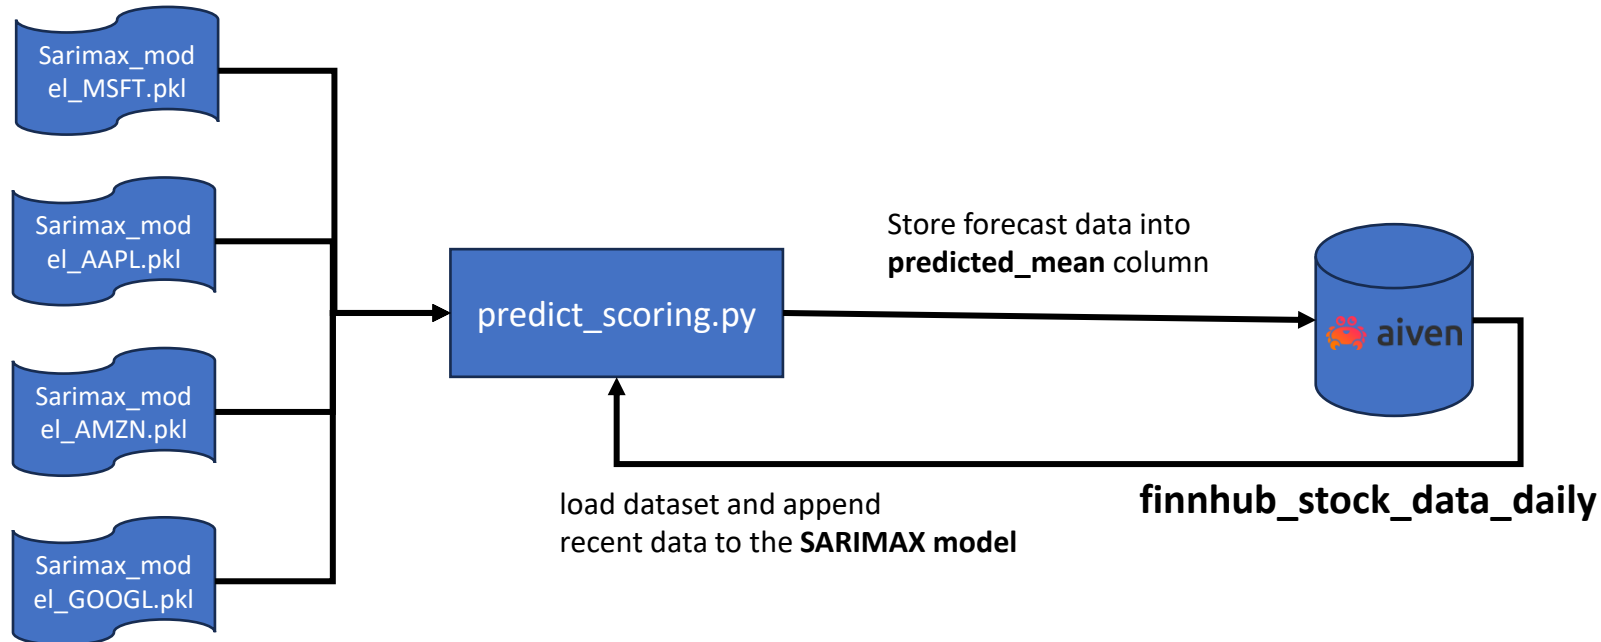 Sarimax_mod
el_MSFT.pkl
Sarimax_mod
el_AAPL.pkl
Sarimax_mod
el_AMZN.pkl
Sarimax_mod
el_GOOGL.pkl
predict_scoring.py
Store forecast data into
predicted_mean column
aiven
load dataset and append
recent data to the SARIMAX model
finnhub_stock_data_daily